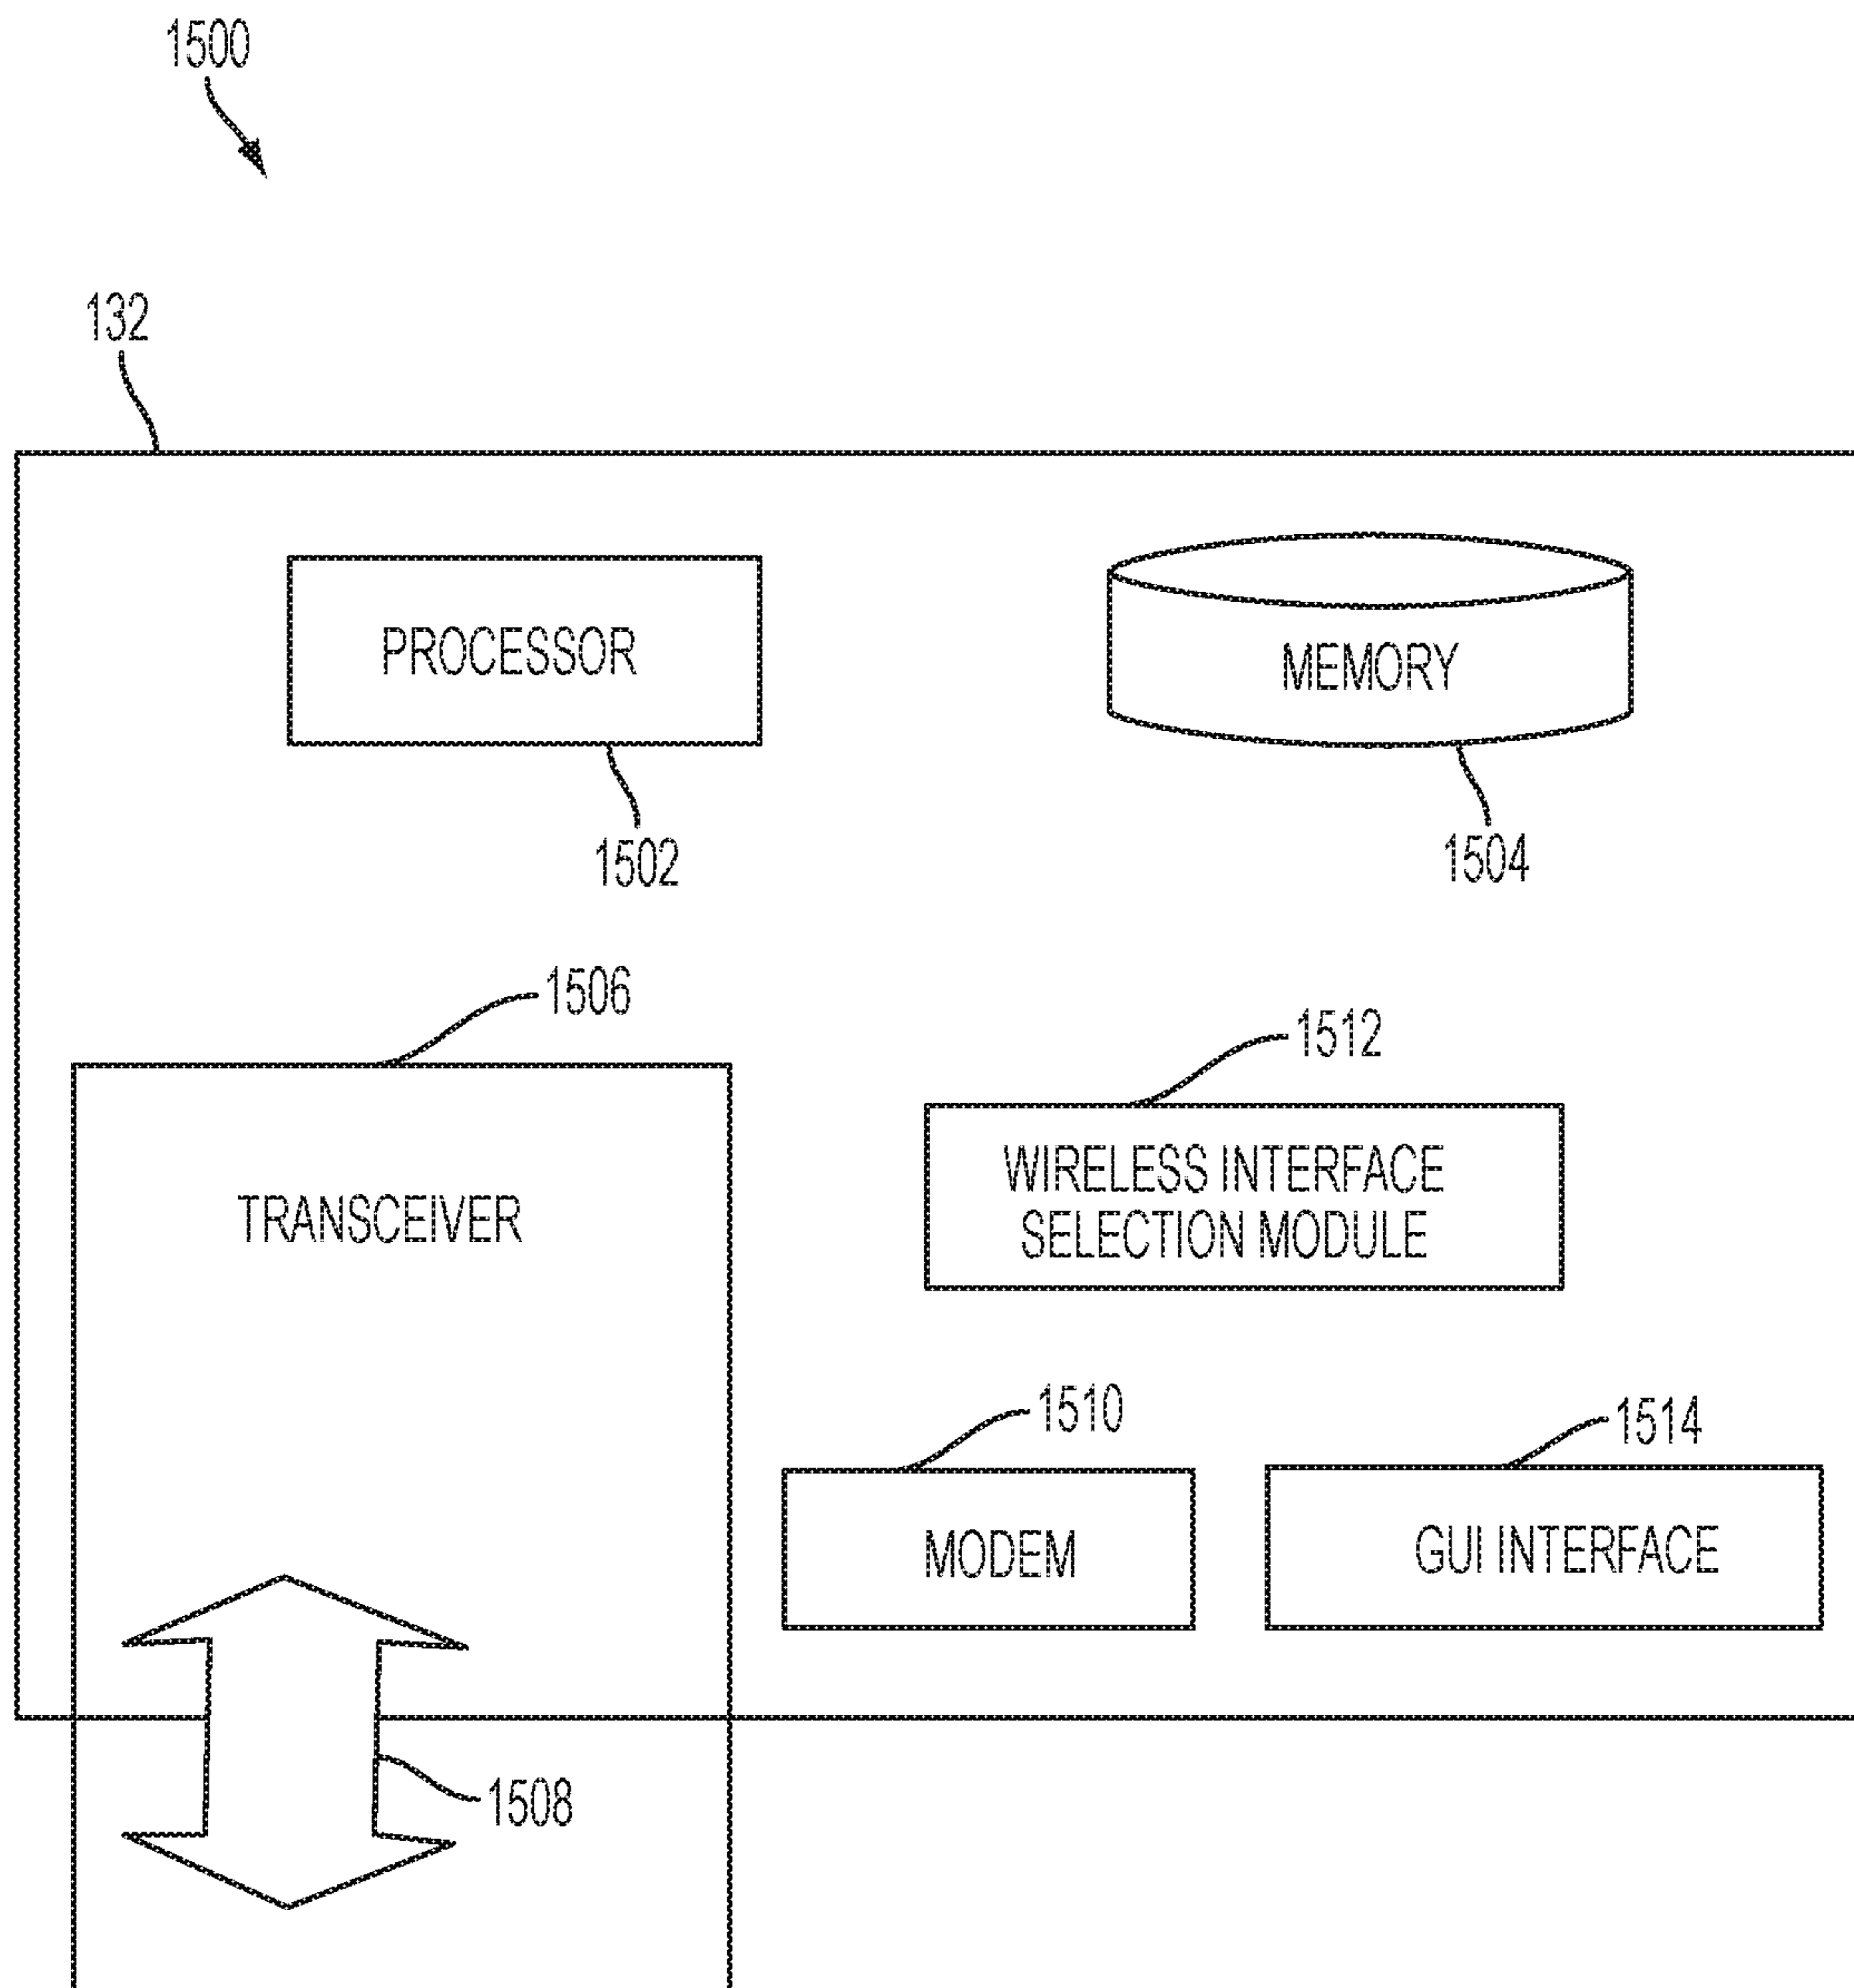 1500
132
PROCESSOR
MEMORY
1502
1504
1506
1512
TRANSCEIVER
WIRELESS INTERFACE
SELECTION MODULE
1510
1514
MODEM
GUI INTERFACE
1508